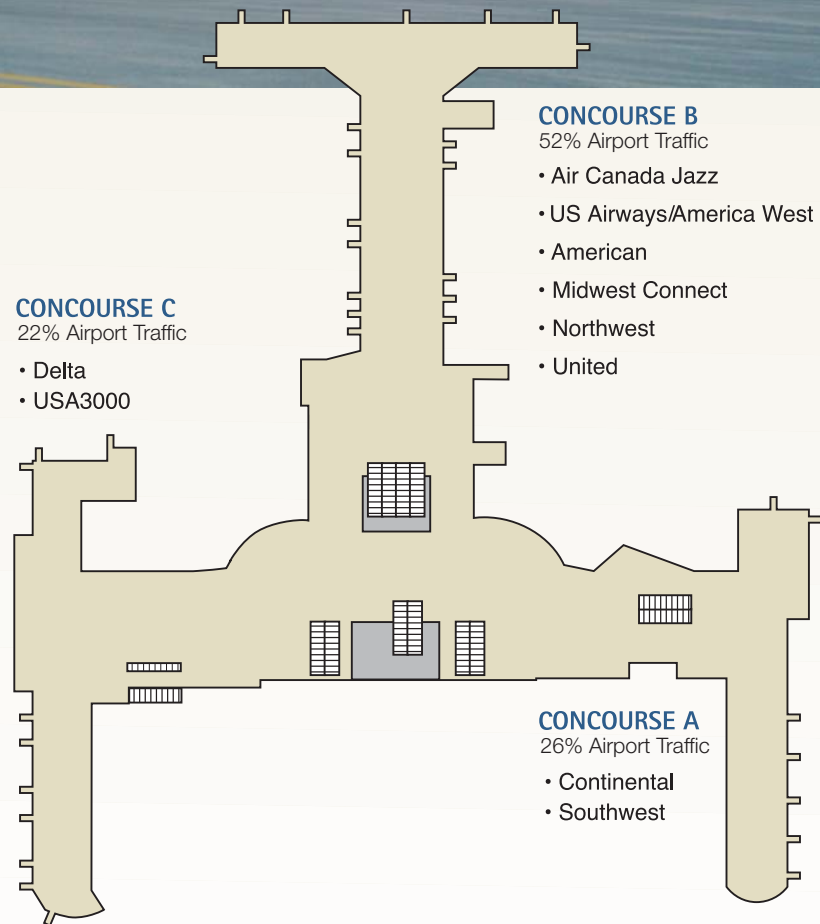 CONCOURSE B
52% Airport Traffic
• Air Canada Jazz
• US Airways/America West
• American
• Midwest Connect
• Northwest
• United
CONCOURSE C
22% Airport Traffic
• Delta
• USA3000
CONCOURSE A
26% Airport Traffic
• Continental
• Southwest